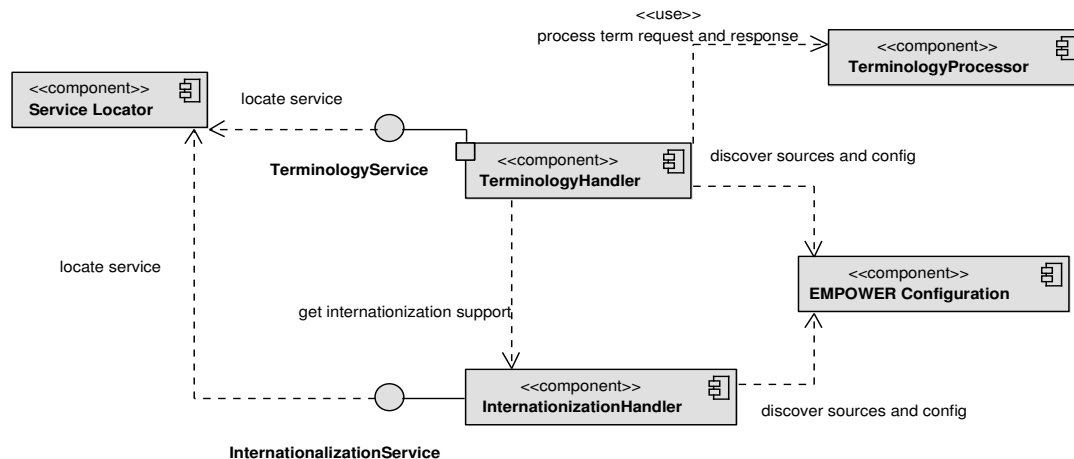 <<use>>
process term request and response
<<component>>
TerminologyProcessor
<<component>>
Service Locator
locate service
TerminologyService
<<component>>
TerminologyHandler
discover sources and config
locate service
<<component>>
EMPOWER Configuration
get internationization support
<<component>>
InternationizationHandler
discover sources and config
InternationalizationService